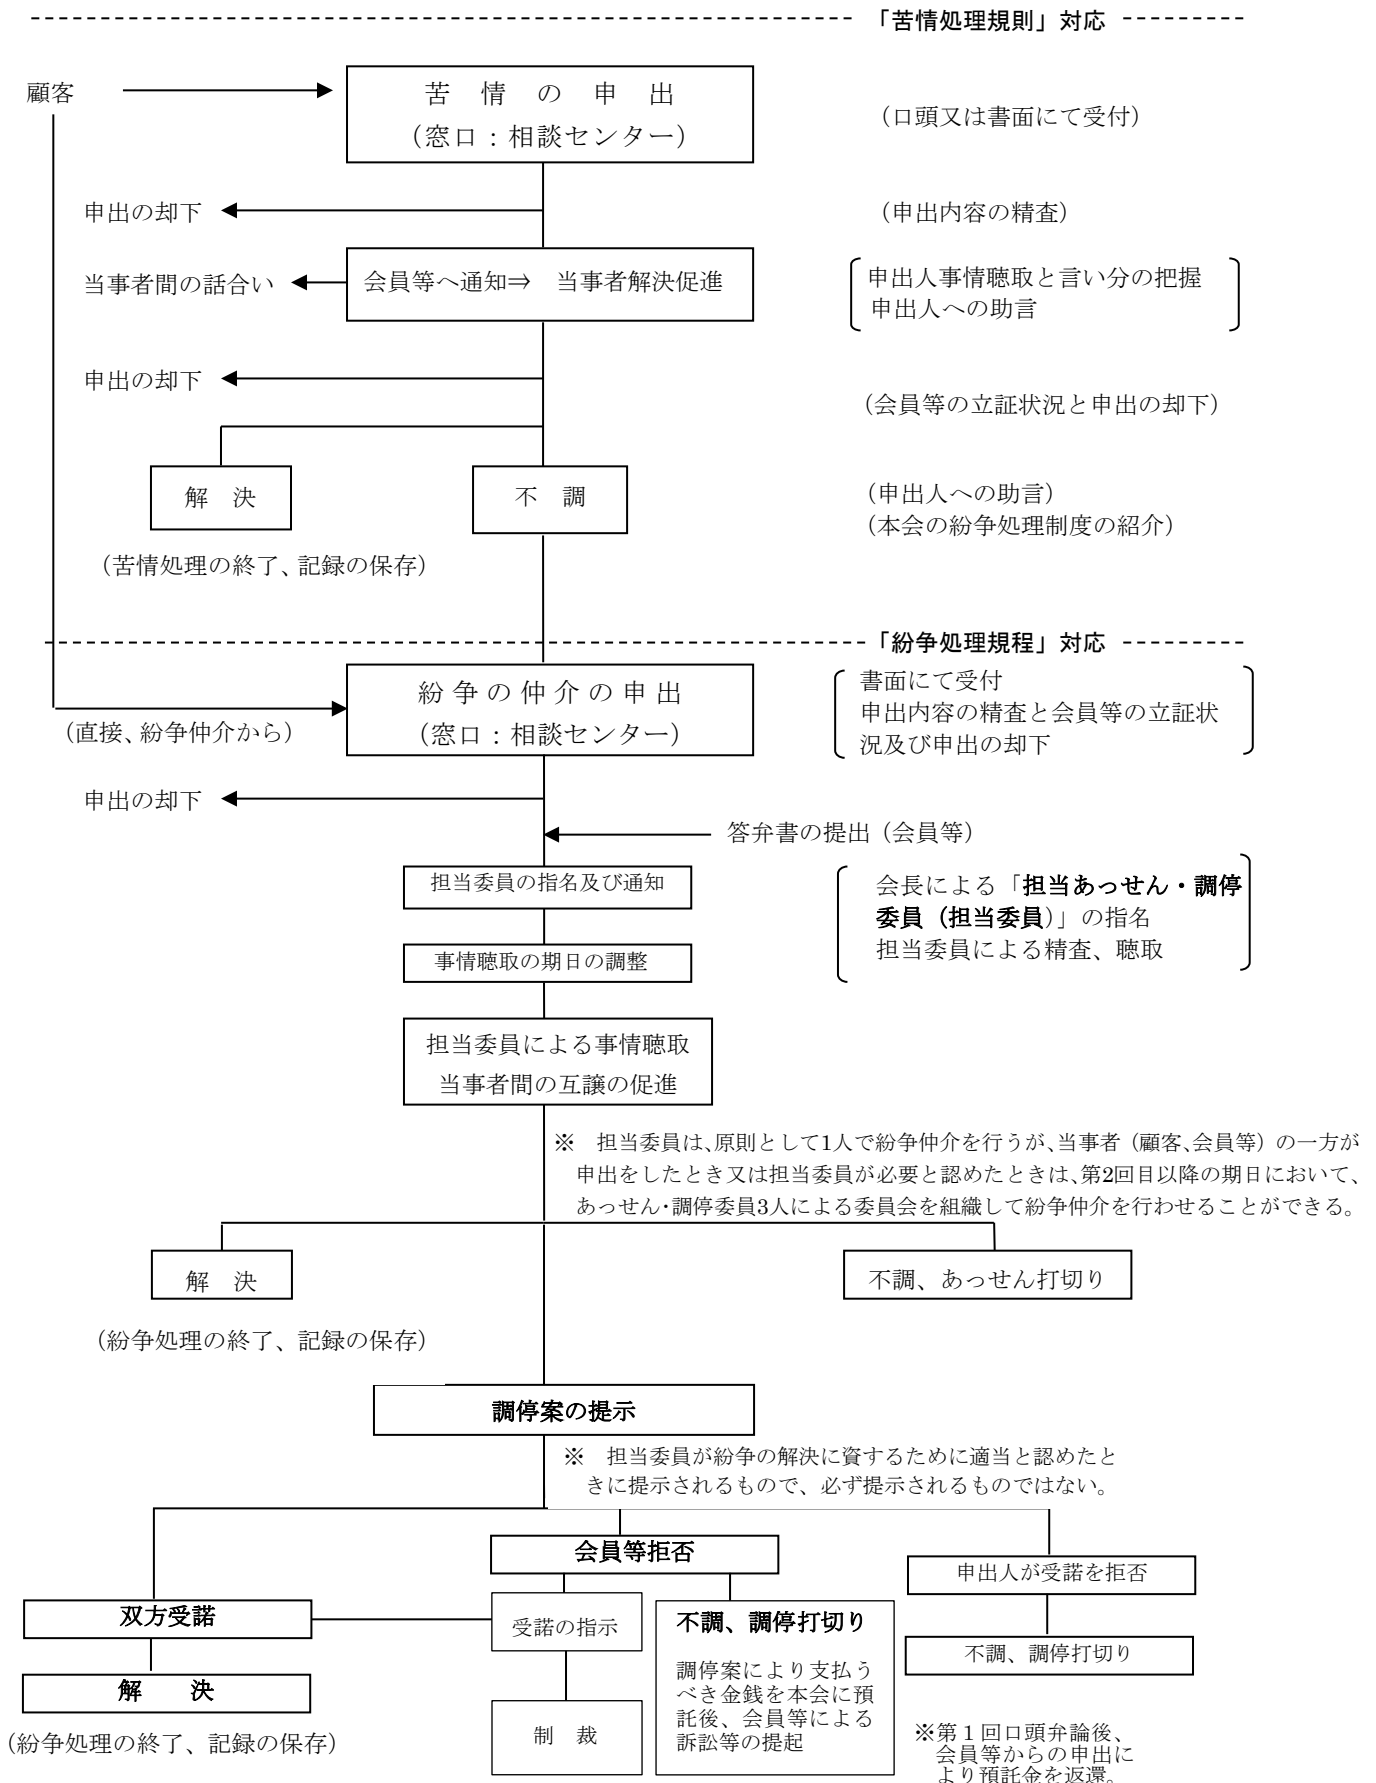 「苦情処理規則」対応
顧客
苦 情 の 申 出
（窓口：相談センター）
（口頭又は書面にて受付）
申出の却下
（申出内容の精査）
当事者間の話合い
会員等へ通知⇒ 当事者解決促進
申出人事情聴取と言い分の把握
申出人への助言
申出の却下
（会員等の立証状況と申出の却下）
解 決
不 調
（申出人への助言）
（本会の紛争処理制度の紹介）
（苦情処理の終了、記録の保存）
「紛争処理規程」対応
紛 争 の 仲 介 の 申 出
（窓口：相談センター）
書面にて受付
申出内容の精査と会員等の立証状
況及び申出の却下
（直接、紛争仲介から）
申出の却下
答弁書の提出（会員等）
担当委員の指名及び通知
会長による「担当あっせん・調停
委員（担当委員）」の指名
担当委員による精査、聴取
事情聴取の期日の調整
担当委員による事情聴取
当事者間の互譲の促進
※ 担当委員は、原則として1人で紛争仲介を行うが、当事者（顧客、会員等）の一方が
申出をしたとき又は担当委員が必要と認めたときは、第2回目以降の期日において、
あっせん・調停委員3人による委員会を組織して紛争仲介を行わせることができる。
解 決
不調、あっせん打切り
（紛争処理の終了、記録の保存）
調停案の提示
※ 担当委員が紛争の解決に資するために適当と認めたと
きに提示されるもので、必ず提示されるものではない。
会員等拒否
申出人が受諾を拒否
双方受諾
受諾の指示
不調、調停打切り
調停案により支払う
べき金銭を本会に預
託後、会員等による
訴訟等の提起
不調、調停打切り
解 決
制 裁
（紛争処理の終了、記録の保存）
※第１回口頭弁論後、
会員等からの申出に
より預託金を返還。